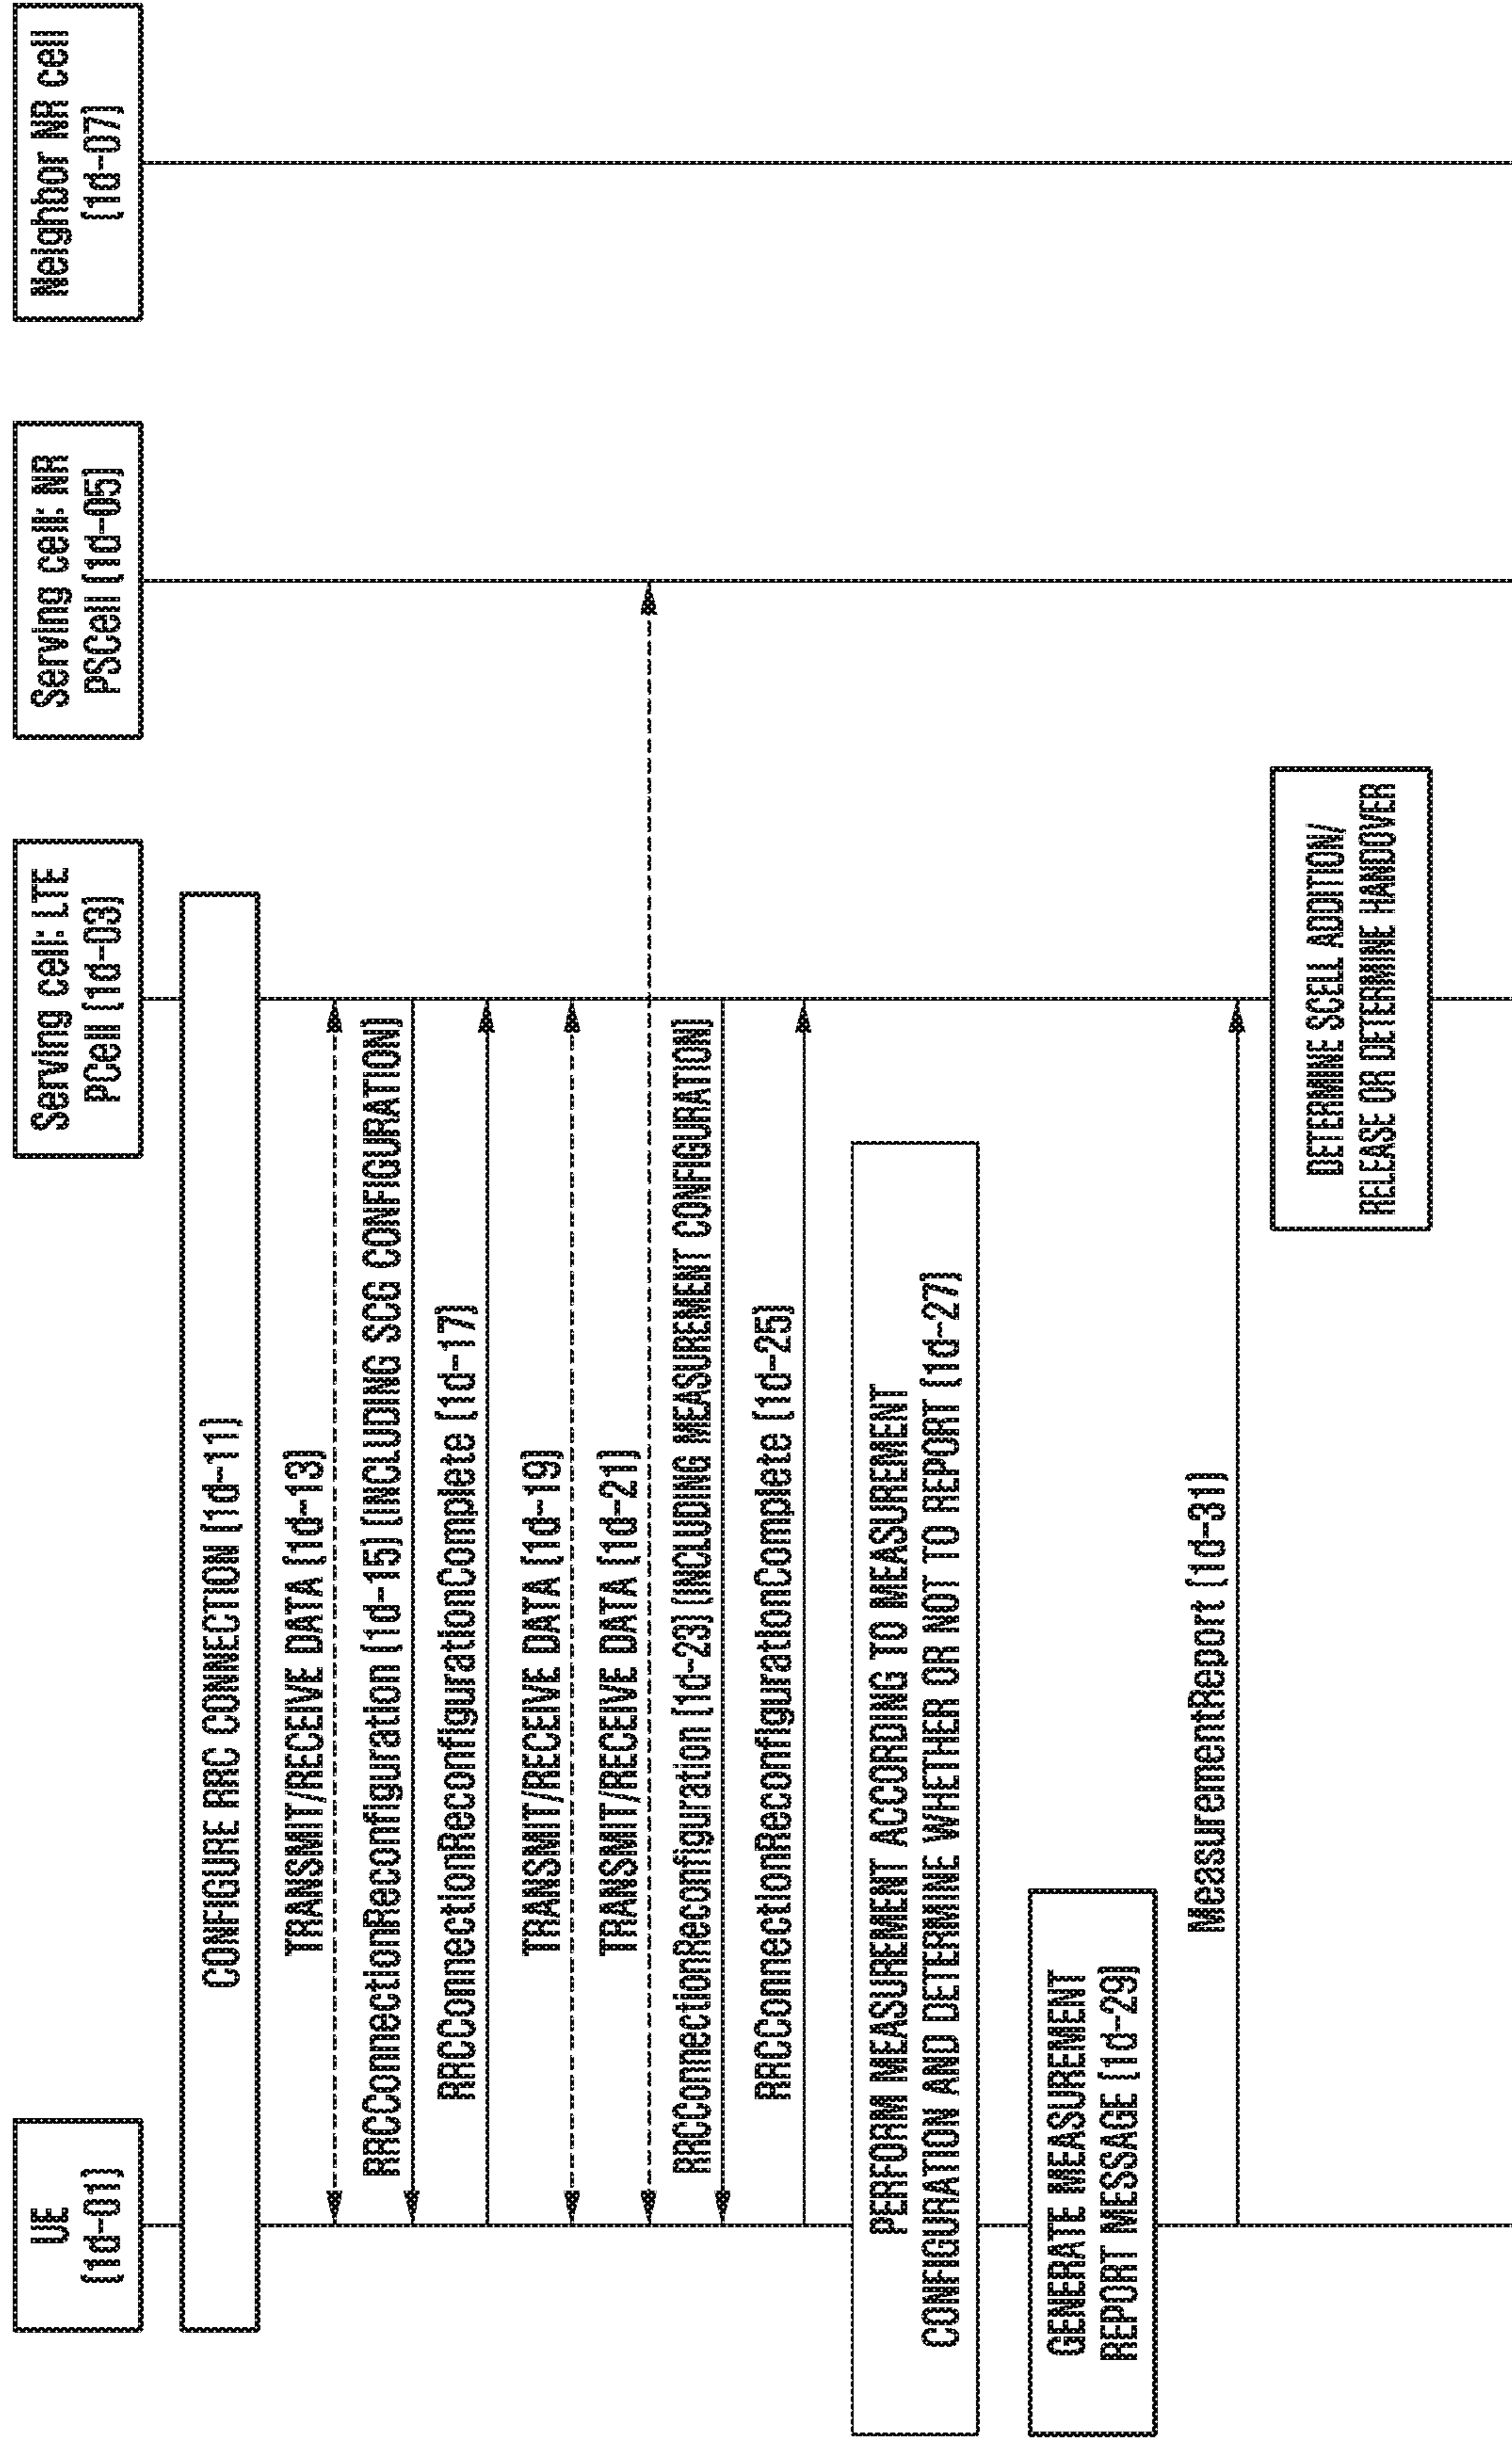 UE
(1d-01)
Serving cell: LTE
PCell (1d-03)
Serving cell: NR
PSCell (1d-05)
Neighbor NR cell
(1d-07)
CONFIGURE RRC CONNECTION (1d-11)
TRANSMIT/RECEIVE DATA (1d-13)
RRCConnectionReconfiguration (1d-15) (INCLUDING SCG CONFIGURATION)
RRCConnectionReconfigurationComplete (1d-17)
TRANSMIT/RECEIVE DATA (1d-19)
TRANSMIT/RECEIVE DATA (1d-21)
RRCConnectionReconfiguration (1d-23) (INCLUDING MEASUREMENT CONFIGURATION)
RRCConnectionReconfigurationComplete (1d-25)
PERFORM MEASUREMENT ACCORDING TO MEASUREMENT
CONFIGURATION AND DETERMINE WHETHER OR NOT TO REPORT (1d-27)
GENERATE MEASUREMENT
REPORT MESSAGE (1d-29)
MeasurementReport (1d-31)
DETERMINE SCELL ADDITION/
RELEASE OR DETERMINE HANDOVER